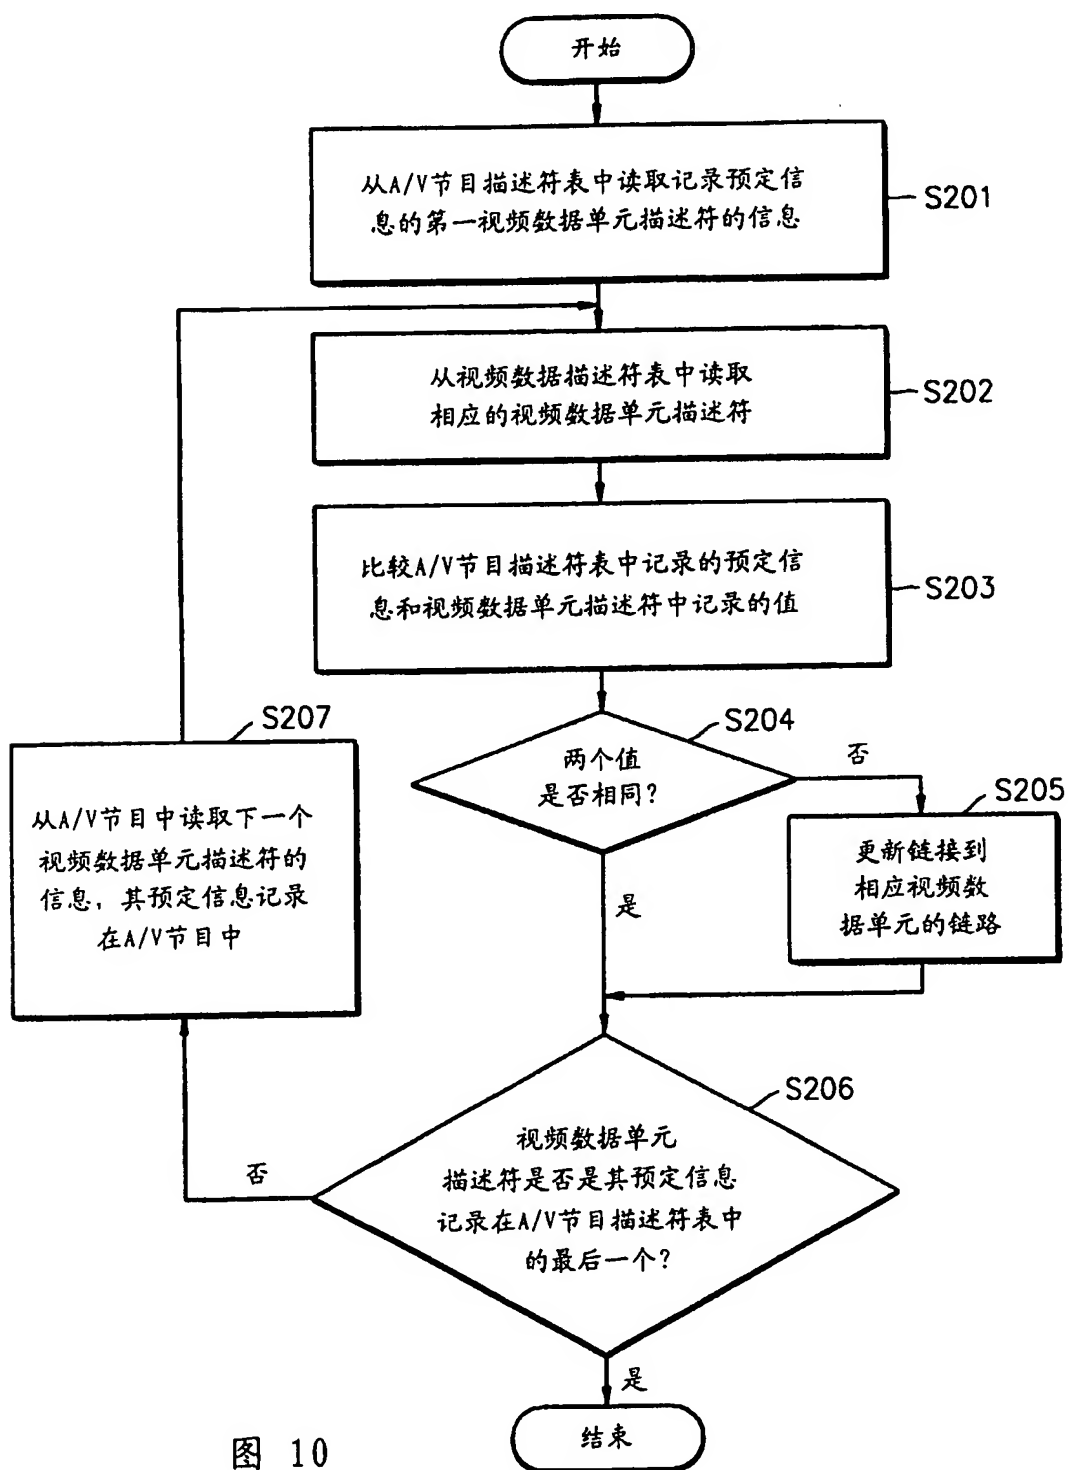 开始
从A/V节目描述符表中读取记录预定信
息的第一视频数据单元描述符的信息
S201
从视频数据描述符表中读取
相应的视频数据单元描述符
S202
比较A/V节目描述符表中记录的预定信
息和视频数据单元描述符中记录的值
S203
两个值
是否相同?
S204
否
是
更新链接到
相应视频数
据单元的链路
S205
视频数据单元
描述符是否是其预定信息
记录在A/V节目描述符表中
的最后一个?
S206
否
从A/V节目中读取下一个
视频数据单元描述符的
信息,其预定信息记录
在A/V节目中
S207
是
结束
图 10